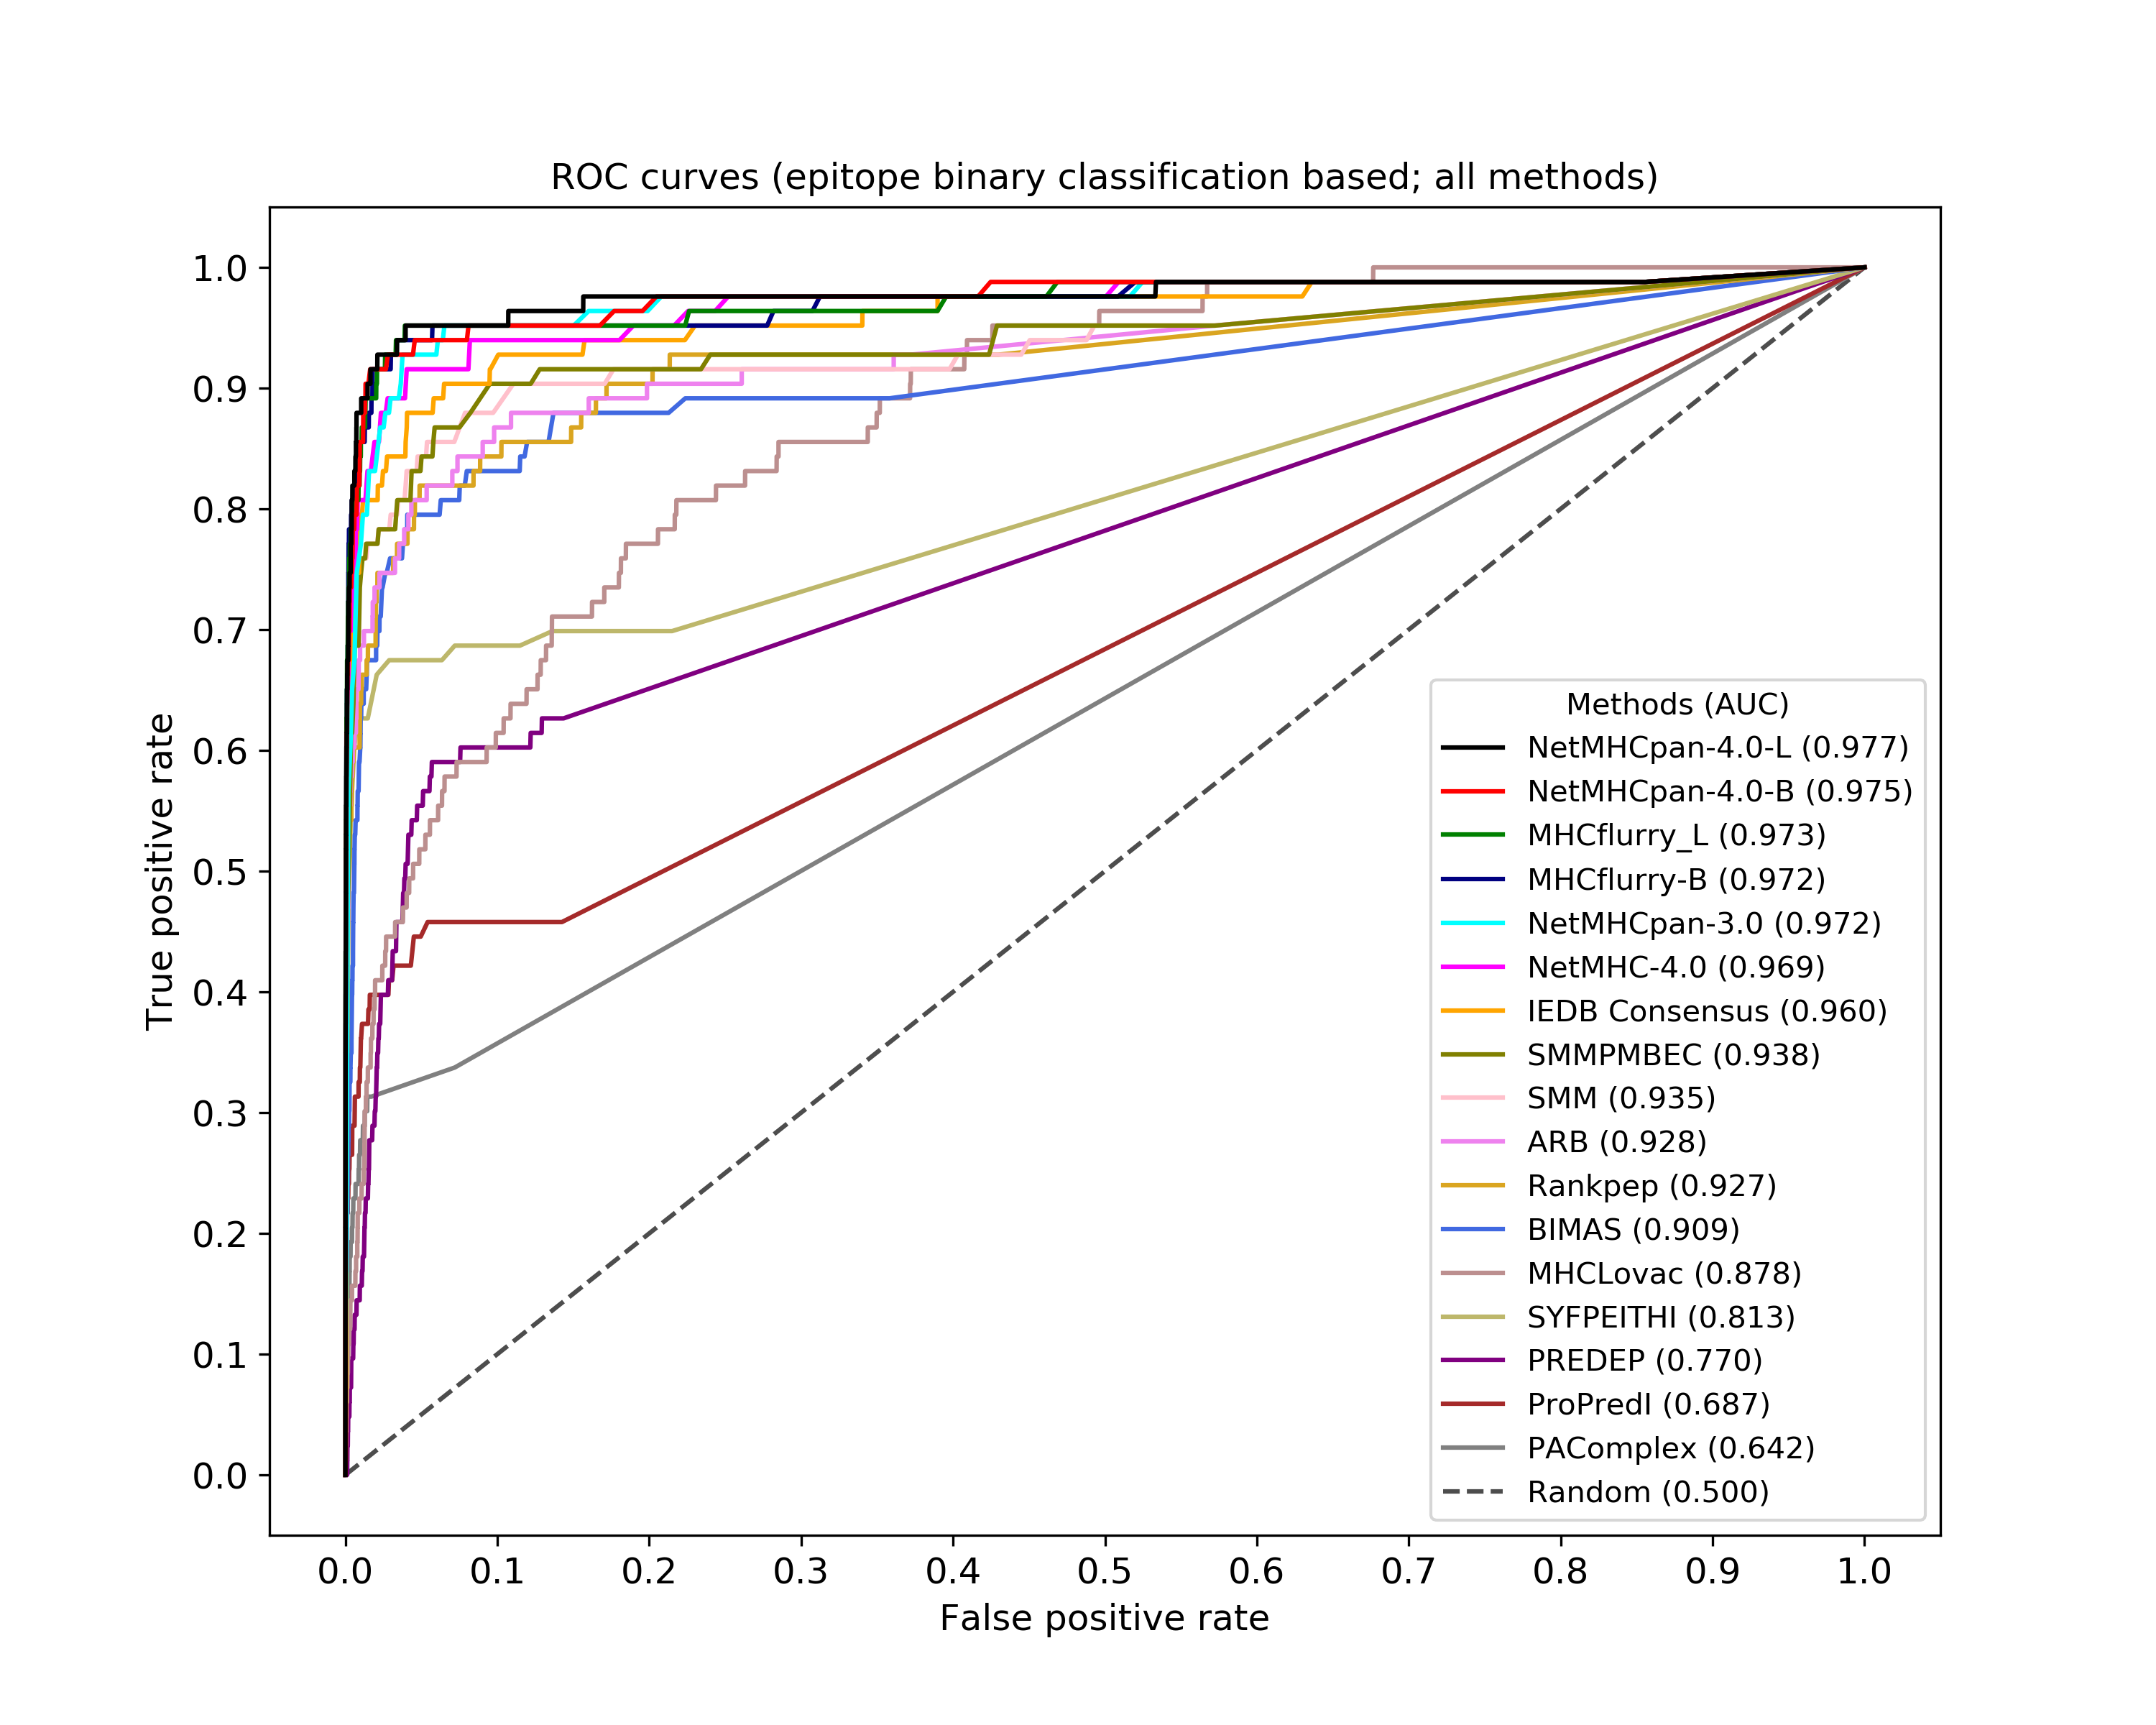 ROC curves (epitope binary classification based; all methods)
True positive rate
1.0
0.9
0.8
0.7
0.6
0.5
0.4
0.3
0.2
0.1
0.0
Methods (AUC)
NetMHCpan-4.0-L (0.977)
NetMHCpan-4.0-B (0.975)
MHCflurry_L (0.973)
MHCflurry-B (0.972)
NetMHCpan-3.0 (0.972)
NetMHC-4.0 (0.969)
IEDB Consensus (0.960)
SMMPMBEC (0.938)
SMM (0.935)
ARB (0.928)
Rankpep (0.927)
BIMAS (0.909)
MHCLovac (0.878)
SYFPEITHI (0.813)
PREDEP (0.770)
ProPredI (0.687)
PAComplex (0.642)
Random (0.500)
0.0 0.1 0.2 0.3 0.4 0.5 0.6 0.7 0.8 0.9 1.0
False positive rate